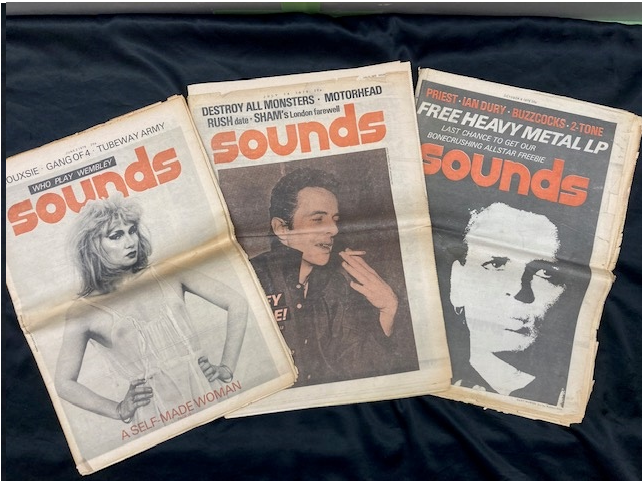 OUXSIE · GANG OF 4 · TUBEWAY ARMY
WHO PLAY WEMBLEY
sounds
A SELF-MADE WOMAN
DESTROY ALL MONSTERS · MOTORHEAD
RUSH date · SHAM's London farewell
sounds
EY
E!
PRIEST · IAN DURY · BUZZCOCKS · 2-TONE
FREE HEAVY METAL LP
LAST CHANCE TO GET OUR
BONECRUSHING ALLSTAR FREEBIE
sounds